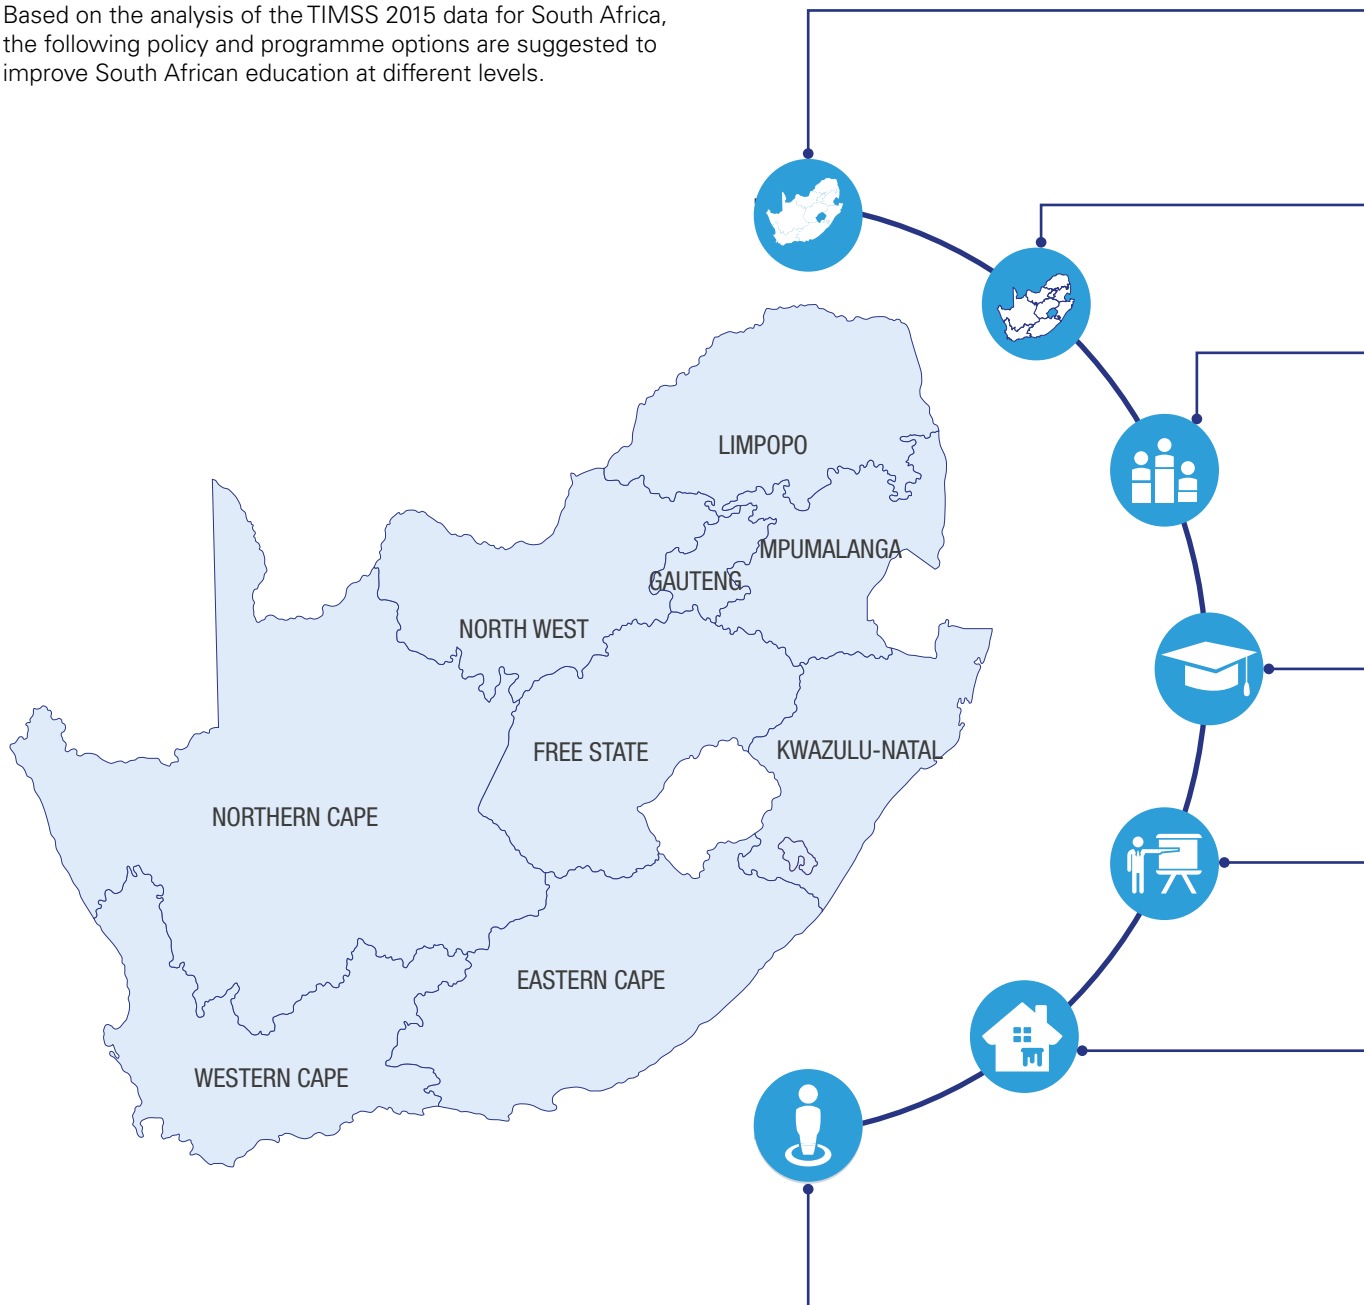 Based on the analysis of the TIMSS 2015 data for South Africa,
the following policy and programme options are suggested to
improve South African education at different levels.
LIMPOPO
MPUMALANGA
GAUTENG
NORTH WEST
FREE STATE
KWAZULU-NATAL
NORTHERN CAPE
EASTERN CAPE
WESTERN CAPE